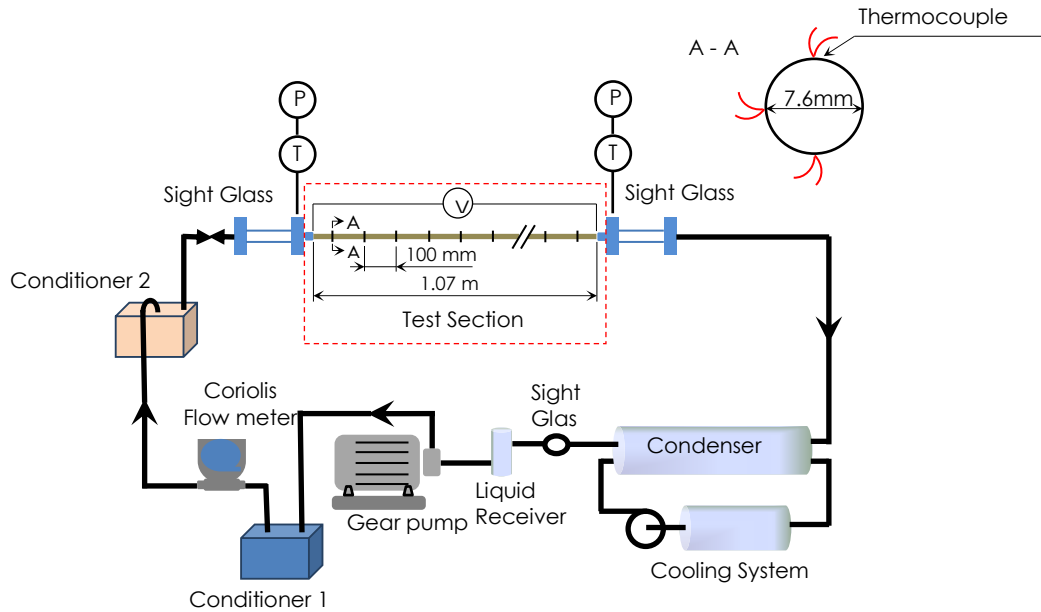 Thermocouple
A - A
7.6mm
P
P
T
T
Sight Glass
Sight Glass
V
A
A
100 mm
1.07 m
Test Section
Conditioner 2
Coriolis
Flow meter
Sight
Glas
Condenser
Liquid
Receiver
Gear pump
Cooling System
Conditioner 1